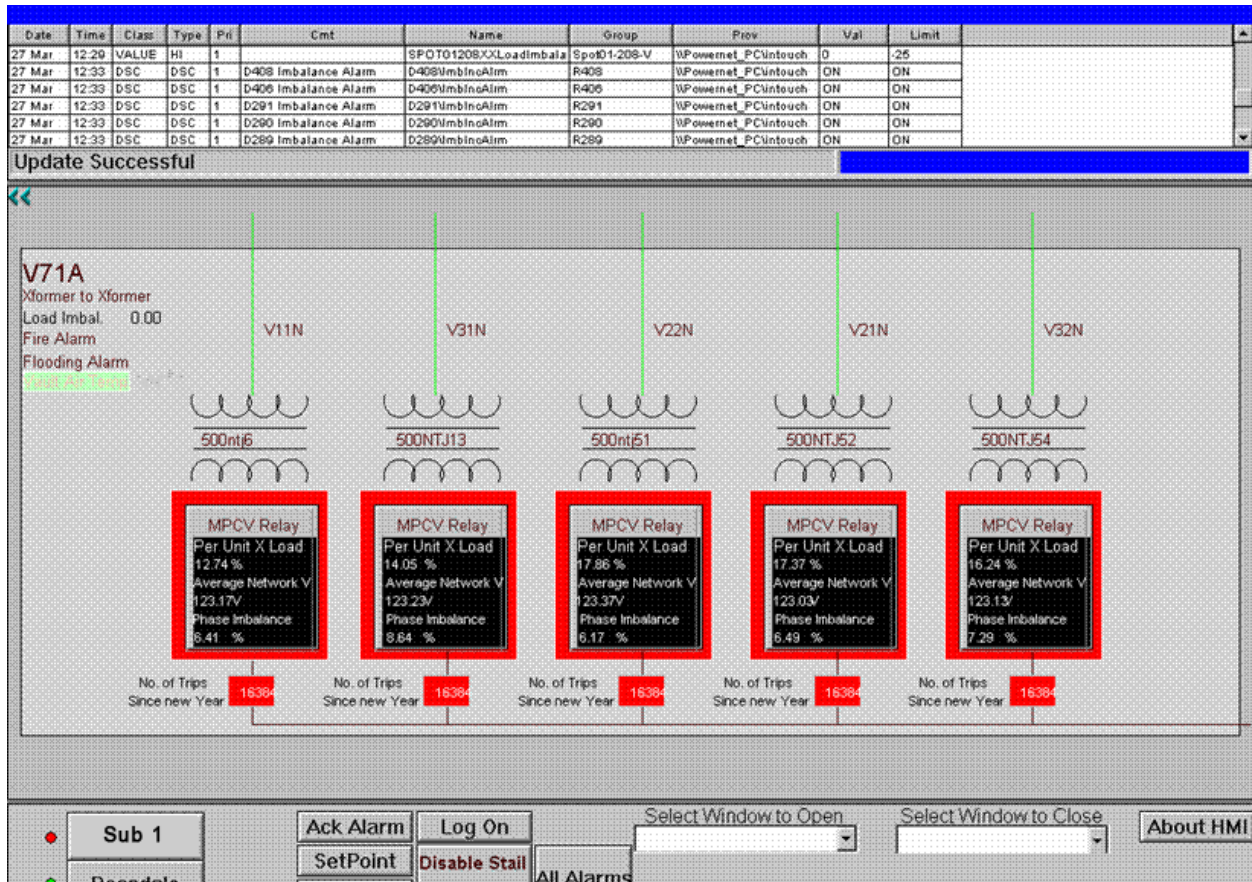 Date Time Class Type Pri Cmt Name Group Prov Val Limit
27 Mar 12:29 VALUE HI 1 SPOT01208XXLoadImbala Spot01-208-V \\Powernet_PC\intouch 0 -25
27 Mar 12:33 DSC DSC 1 D408 Imbalance Alarm D408\ImbIncAlrm R408 \\Powernet_PC\intouch ON ON
27 Mar 12:33 DSC DSC 1 D406 Imbalance Alarm D406\ImbIncAlrm R406 \\Powernet_PC\intouch ON ON
27 Mar 12:33 DSC DSC 1 D291 Imbalance Alarm D291\ImbIncAlrm R291 \\Powernet_PC\intouch ON ON
27 Mar 12:33 DSC DSC 1 D290 Imbalance Alarm D290\ImbIncAlrm R290 \\Powernet_PC\intouch ON ON
27 Mar 12:33 DSC DSC 1 D289 Imbalance Alarm D289\ImbIncAlrm R289 \\Powernet_PC\intouch ON ON
Update Successful
<<
V71A
Xformer to Xformer
Load Imbal. 0.00
Fire Alarm
Flooding Alarm
Vault Air Temp
V11N V31N V22N V21N V32N
500ntj6 500NTJ13 500ntj51 500NTJ52 500NTJ54
MPCV Relay MPCV Relay MPCV Relay MPCV Relay MPCV Relay
Per Unit X Load Per Unit X Load Per Unit X Load Per Unit X Load Per Unit X Load
12.74 % 14.05 % 17.86 % 17.37 % 16.24 %
Average Network V Average Network V Average Network V Average Network V Average Network V
123.17V 123.23V 123.37V 123.03V 123.13V
Phase Imbalance Phase Imbalance Phase Imbalance Phase Imbalance Phase Imbalance
6.41 % 8.64 % 6.17 % 6.49 % 7.29 %
No. of Trips No. of Trips No. of Trips No. of Trips No. of Trips
Since new Year 16384 Since new Year 16384 Since new Year 16384 Since new Year 16384 Since new Year 16384
Select Window to Open Select Window to Close
Sub 1 Ack Alarm Log On About HMI
SetPoint Disable Stail
All Alarms